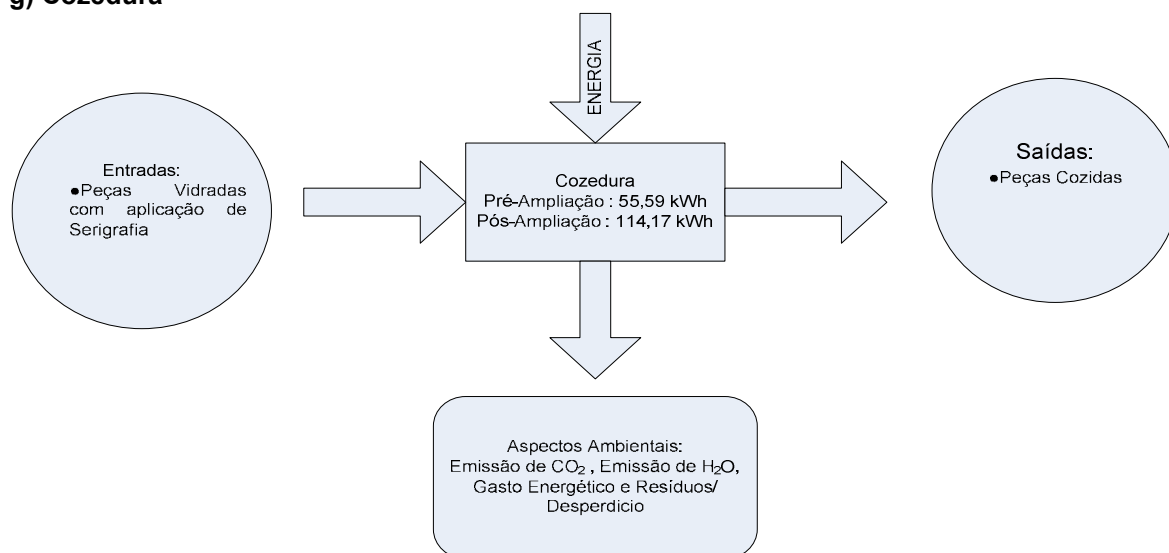 g) Cozedura
ENERGIA
Entradas:
●Peças Vidradas
com aplicação de
Serigrafia
Cozedura
Pré-Ampliação : 55,59 kWh
Pós-Ampliação : 114,17 kWh
Saídas:
●Peças Cozidas
Aspectos Ambientais:
Emissão de CO₂ , Emissão de H₂O,
Gasto Energético e Resíduos/
Desperdicio